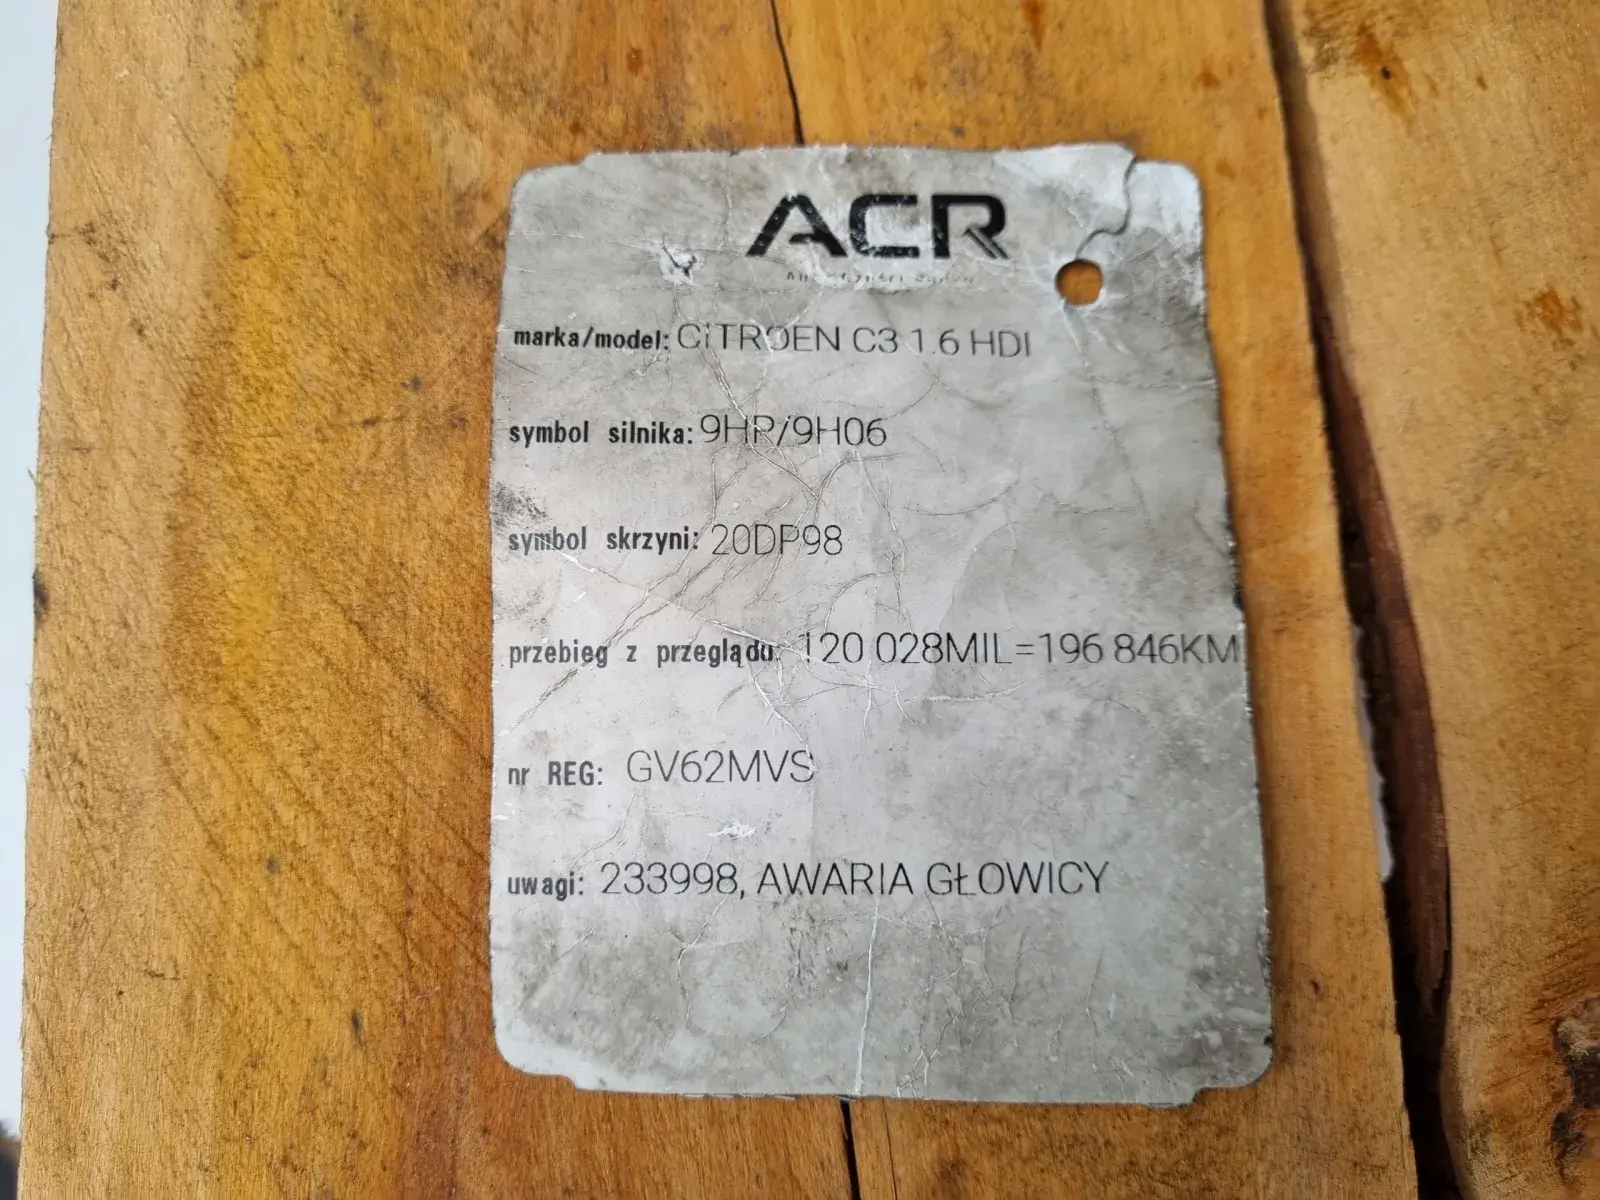 ACR
marka/model: CiTROEN C3 1.6 HDI
symbol silnika: 9HP/9H06
symbol skrzyni: 20DP98
przebieg z przeglądu: 120 028MIL=196 846KM
nr REG: GV62MVS
uwagi: 233998, AWARIA GŁOWICY